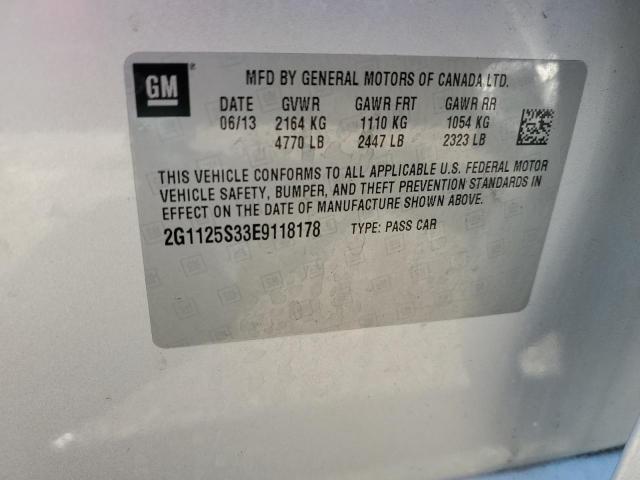 GM
MFD BY GENERAL MOTORS OF CANADA LTD.
DATE GVWR GAWR FRT GAWR RR
06/13 2164 KG 1110 KG 1054 KG
4770 LB 2447 LB 2323 LB
THIS VEHICLE CONFORMS TO ALL APPLICABLE U.S. FEDERAL MOTOR
VEHICLE SAFETY, BUMPER, AND THEFT PREVENTION STANDARDS IN
EFFECT ON THE DATE OF MANUFACTURE SHOWN ABOVE.
2G1125S33E9118178 TYPE: PASS CAR